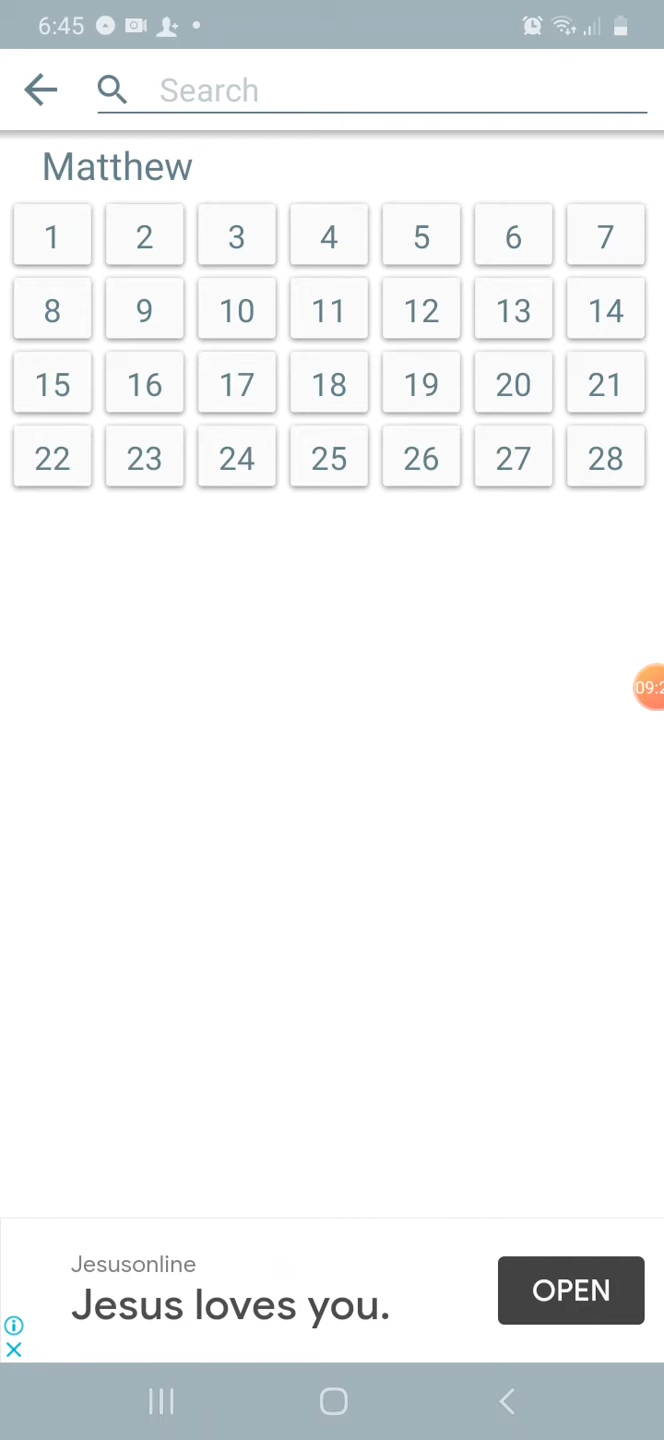 6:45
Search
Matthew
1 2 3 4 5 6 7
8 9 10 11 12 13 14
15 16 17 18 19 20 21
22 23 24 25 26 27 28
Jesusonline
Jesus loves you.
OPEN